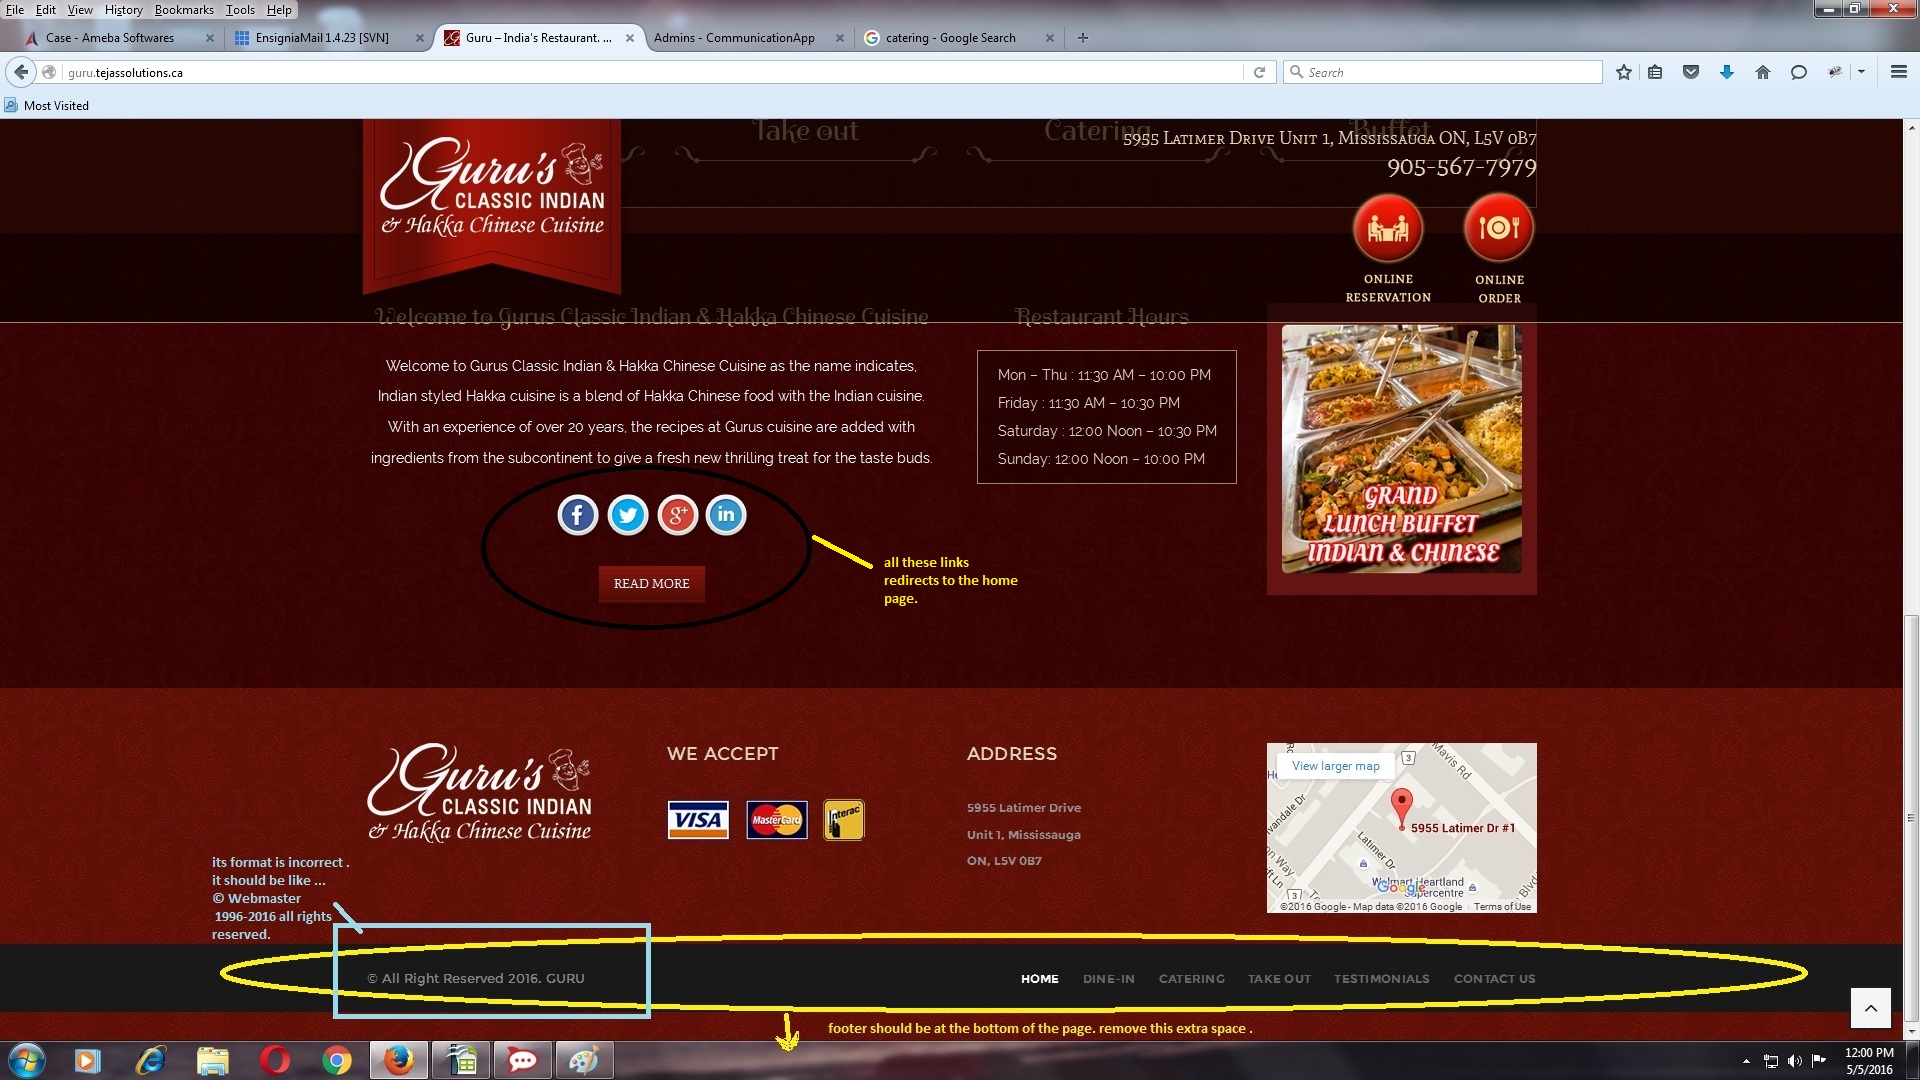 File Edit View History Bookmarks Tools Help
Case - Ameba Softwares
EnsigniaMail 1.4.23 [SVN]
Guru – India's Restaurant. ...
Admins - CommunicationApp
catering - Google Search
guru.tejassolutions.ca
Search
Most Visited
Take out
Catering
Buffet
5955 Latimer Drive Unit 1, Mississauga ON, L5V 0B7
905-567-7979
Guru's
CLASSIC INDIAN
& Hakka Chinese Cuisine
ONLINE
RESERVATION
ONLINE
ORDER
Welcome to Gurus Classic Indian & Hakka Chinese Cuisine
Restaurant Hours
Welcome to Gurus Classic Indian & Hakka Chinese Cuisine as the name indicates,
Indian styled Hakka cuisine is a blend of Hakka Chinese food with the Indian cuisine.
With an experience of over 20 years, the recipes at Gurus cuisine are added with
ingredients from the subcontinent to give a fresh new thrilling treat for the taste buds.
Mon – Thu : 11:30 AM – 10:00 PM
Friday : 11:30 AM – 10:30 PM
Saturday : 12:00 Noon – 10:30 PM
Sunday: 12:00 Noon – 10:00 PM
GRAND
LUNCH BUFFET
INDIAN & CHINESE
READ MORE
all these links
redirects to the home
page.
Guru's
CLASSIC INDIAN
& Hakka Chinese Cuisine
WE ACCEPT
VISA
MasterCard
Interac
ADDRESS
5955 Latimer Drive
Unit 1, Mississauga
ON, L5V 0B7
View larger map
3
Mavis Rd
ivandale Dr
5955 Latimer Dr #1
Latimer Dr
on Way
Walmart Heartland
Supercentre
Google
3
©2016 Google - Map data ©2016 Google
Terms of Use
its format is incorrect .
it should be like ...
© Webmaster
1996-2016 all rights
reserved.
© All Right Reserved 2016. GURU
HOME
DINE-IN
CATERING
TAKE OUT
TESTIMONIALS
CONTACT US
footer should be at the bottom of the page. remove this extra space .
12:00 PM
5/5/2016